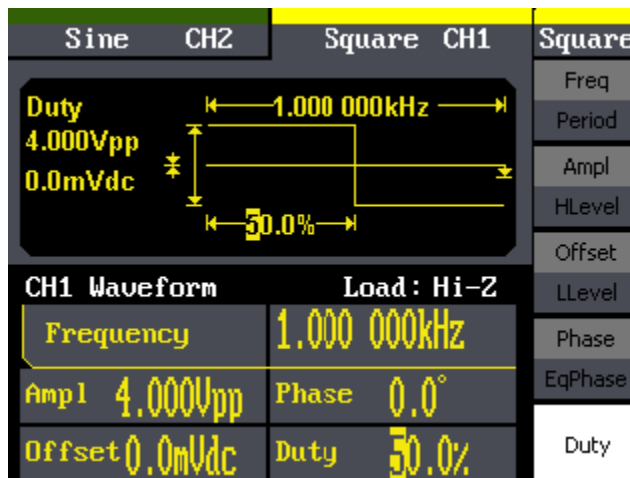 Sine CH2
Square CH1
Square
Duty
4.000Vpp
0.0mVdc
1.000 000kHz
50.0%
CH1 Waveform
Load: Hi-Z
Frequency
1.000 000kHz
Ampl 4.000Vpp
Phase 0.0°
Offset 0.0mVdc
Duty 50.0%
Freq
Period
Ampl
HLevel
Offset
LLevel
Phase
EqPhase
Duty